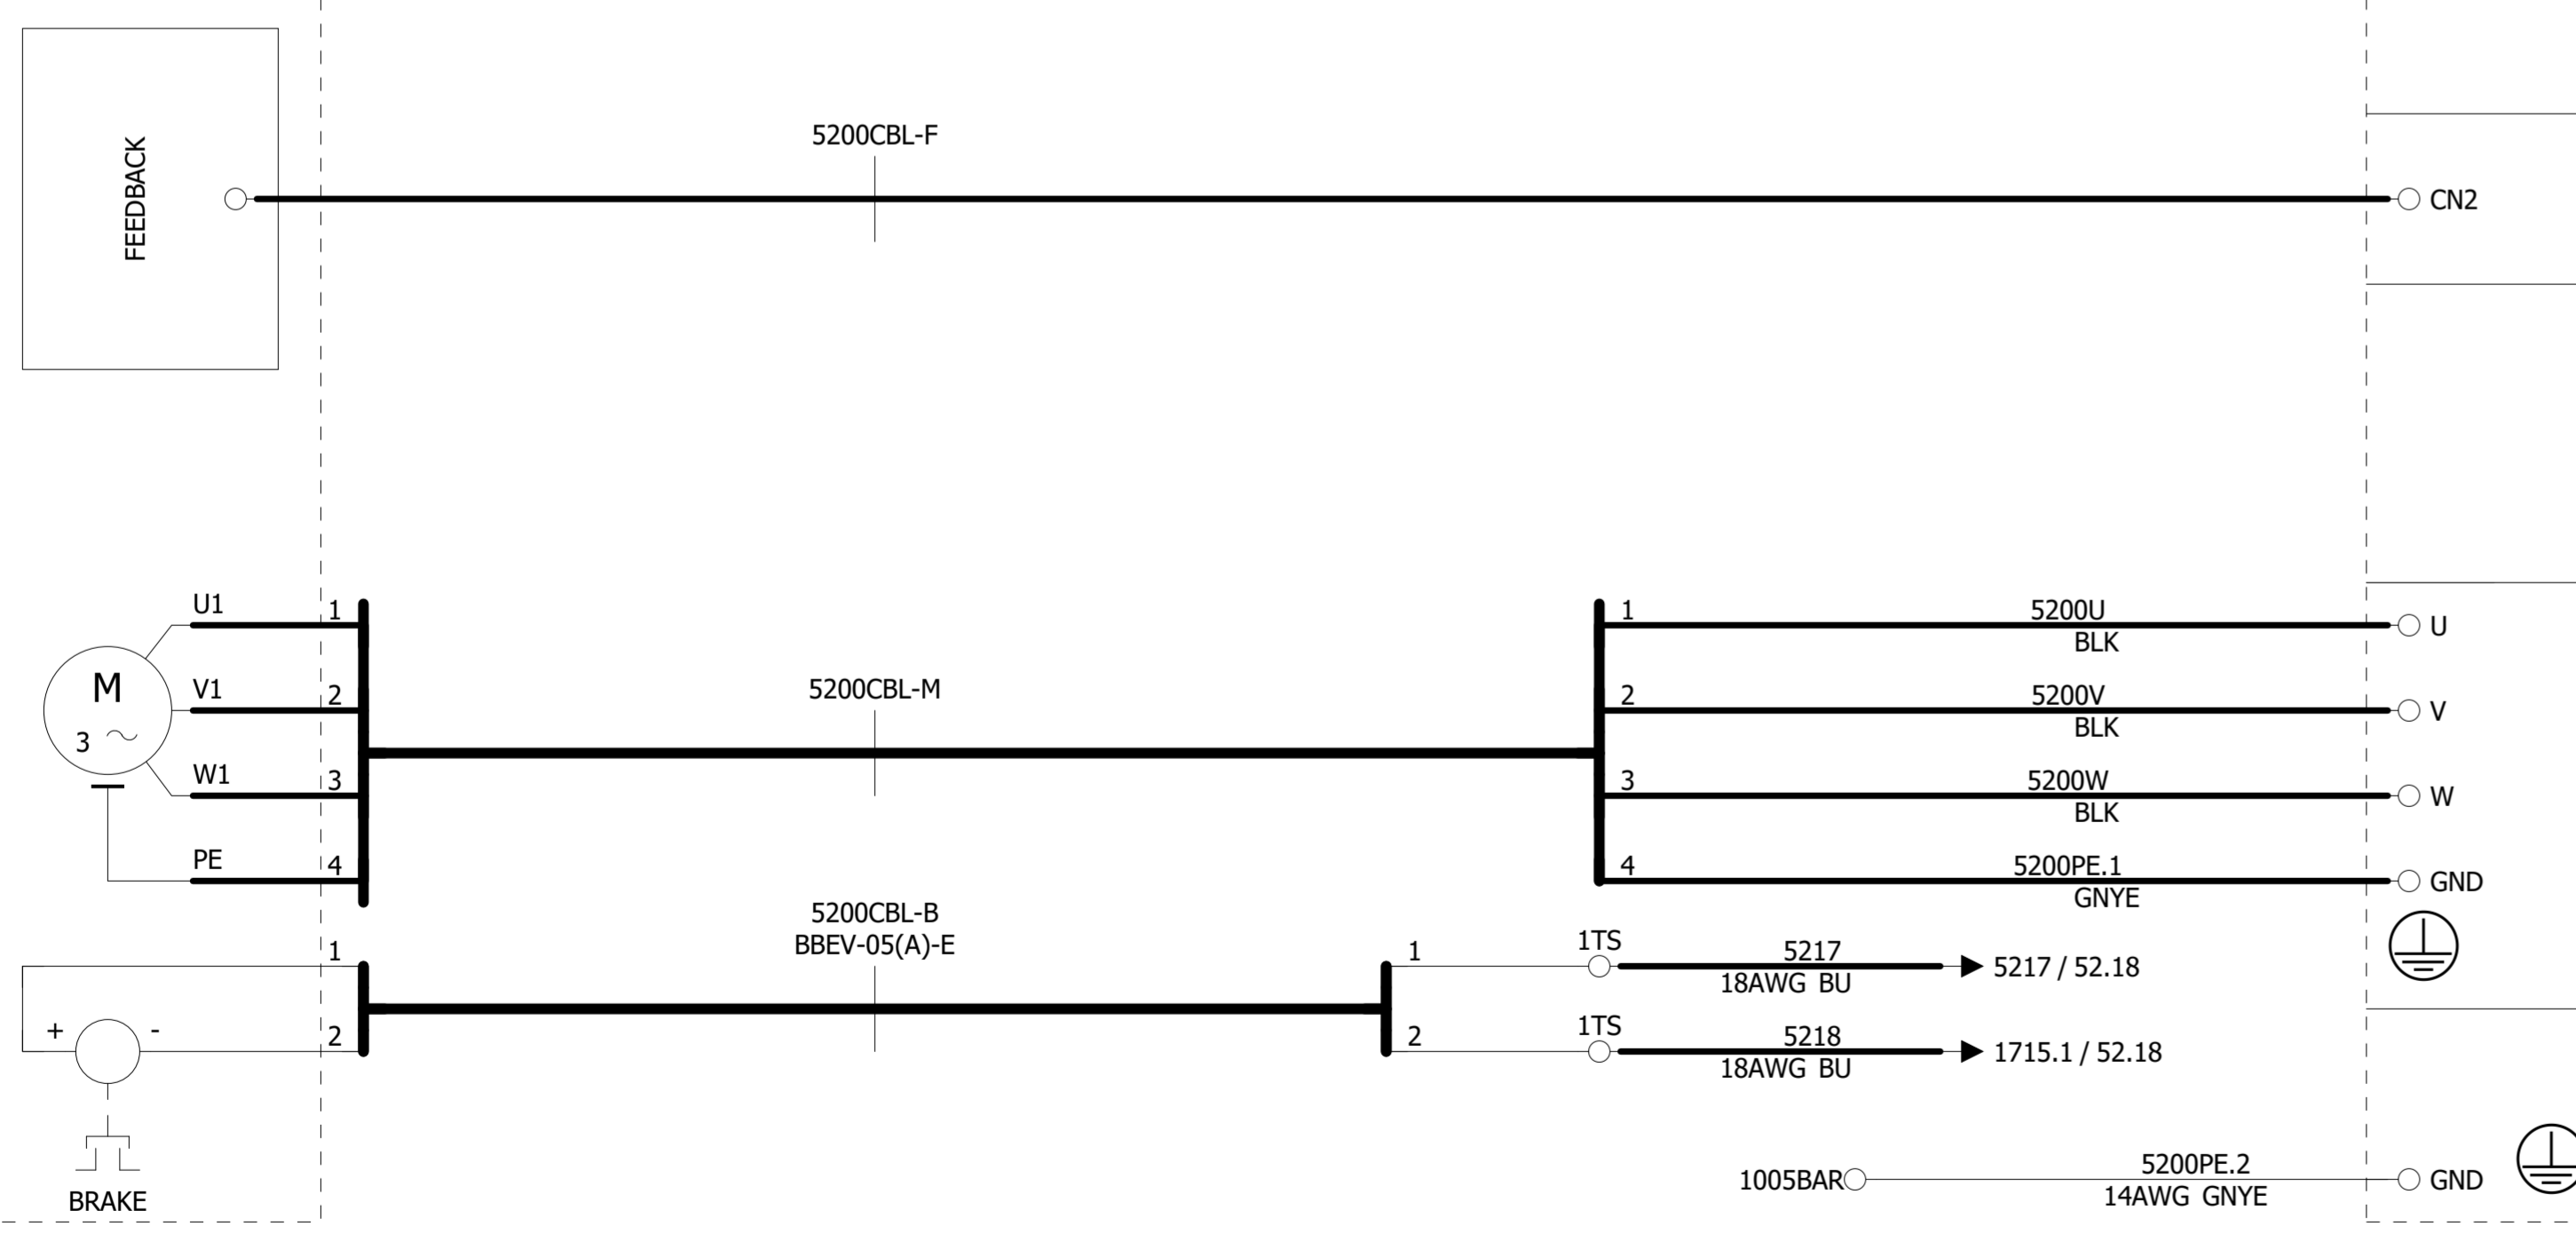 FEEDBACK
5200CBL-F
CN2
U1
1
V1
2
M
3
W1
3
PE
4
5200CBL-M
1
5200U
BLK
U
2
5200V
BLK
V
3
5200W
BLK
W
4
5200PE.1
GNYE
GND
5200CBL-B
BBEV-05(A)-E
1
2
+
-
BRAKE
1
1TS
5217
18AWG BU
5217 / 52.18
2
1TS
5218
18AWG BU
1715.1 / 52.18
1005BAR
5200PE.2
14AWG GNYE
GND